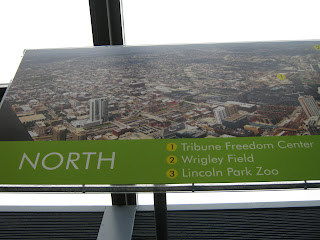 NORTH
1 Tribune Freedom Center
2 Wrigley Field
3 Lincoln Park Zoo